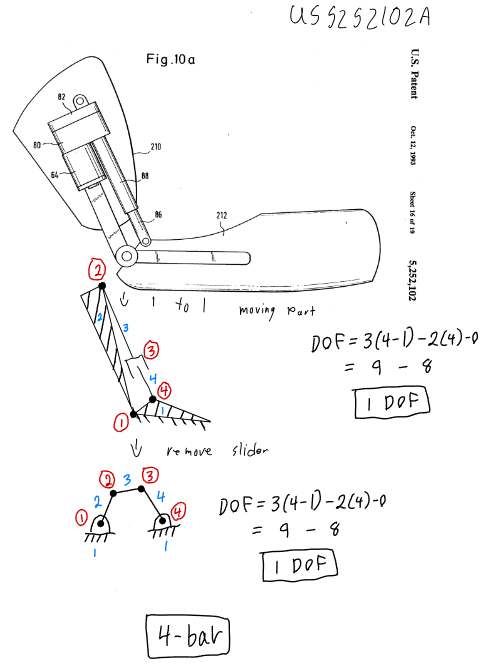 US5252102A
Fig.10a
U.S. Patent Oct. 12, 1993 Sheet 16 of 19 5,252,102
82
80
64
210
88
86
212
↓ 1 to 1 moving part
2
2
3
3
4
4
1
1
DOF = 3(4-1)-2(4)-0
= 9 - 8
1 DOF
↓ remove slider
2
3
3
2
4
1
4
1
1
DOF = 3(4-1)-2(4)-0
= 9 - 8
1 DOF
4-bar